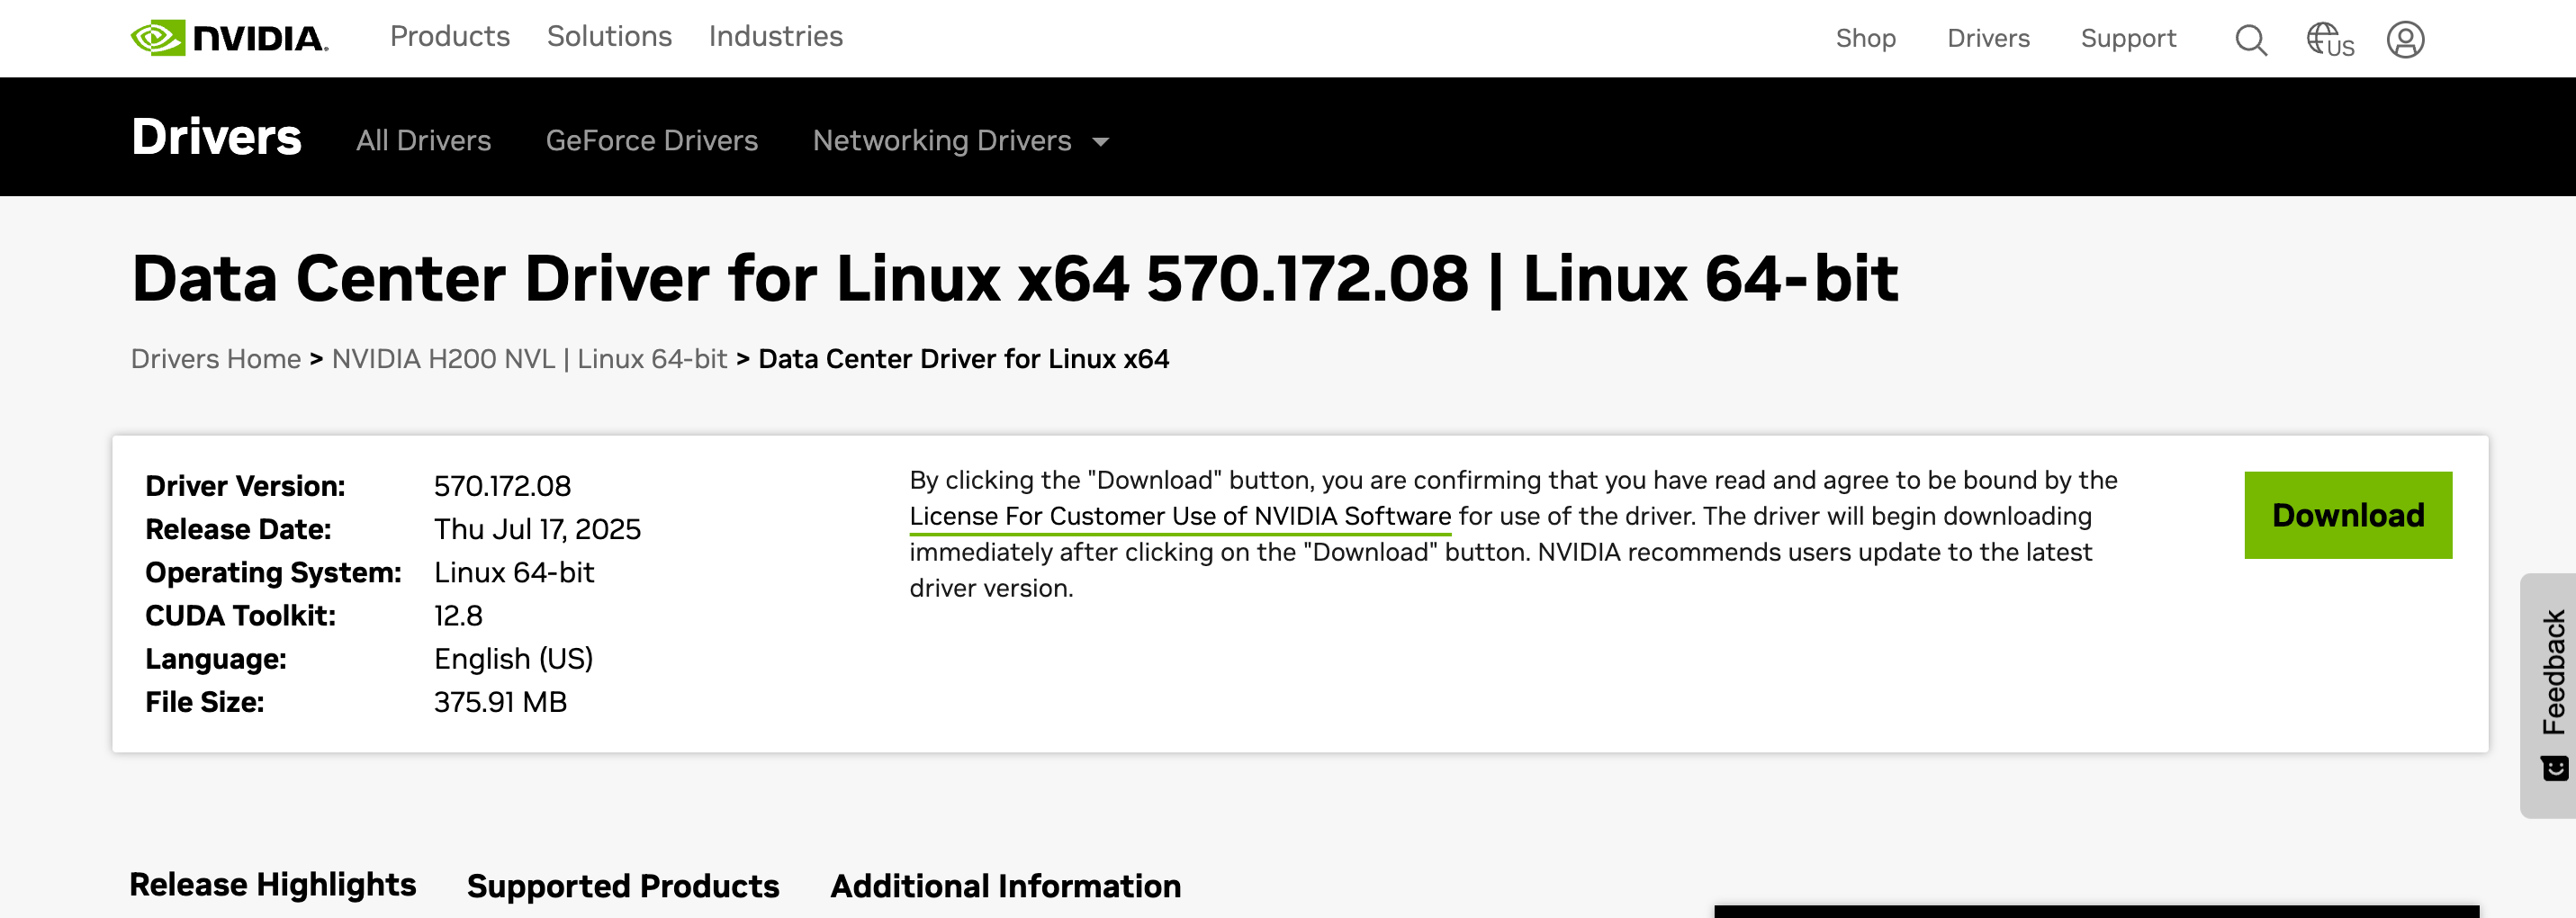 NVIDIA.
Products Solutions Industries
Shop Drivers Support US
Drivers All Drivers GeForce Drivers Networking Drivers
Data Center Driver for Linux x64 570.172.08 | Linux 64-bit
Drivers Home > NVIDIA H200 NVL | Linux 64-bit > Data Center Driver for Linux x64
Driver Version: 570.172.08
Release Date: Thu Jul 17, 2025
Operating System: Linux 64-bit
CUDA Toolkit: 12.8
Language: English (US)
File Size: 375.91 MB
By clicking the "Download" button, you are confirming that you have read and agree to be bound by the
License For Customer Use of NVIDIA Software for use of the driver. The driver will begin downloading
immediately after clicking on the "Download" button. NVIDIA recommends users update to the latest
driver version.
Download
Feedback
Release Highlights Supported Products Additional Information